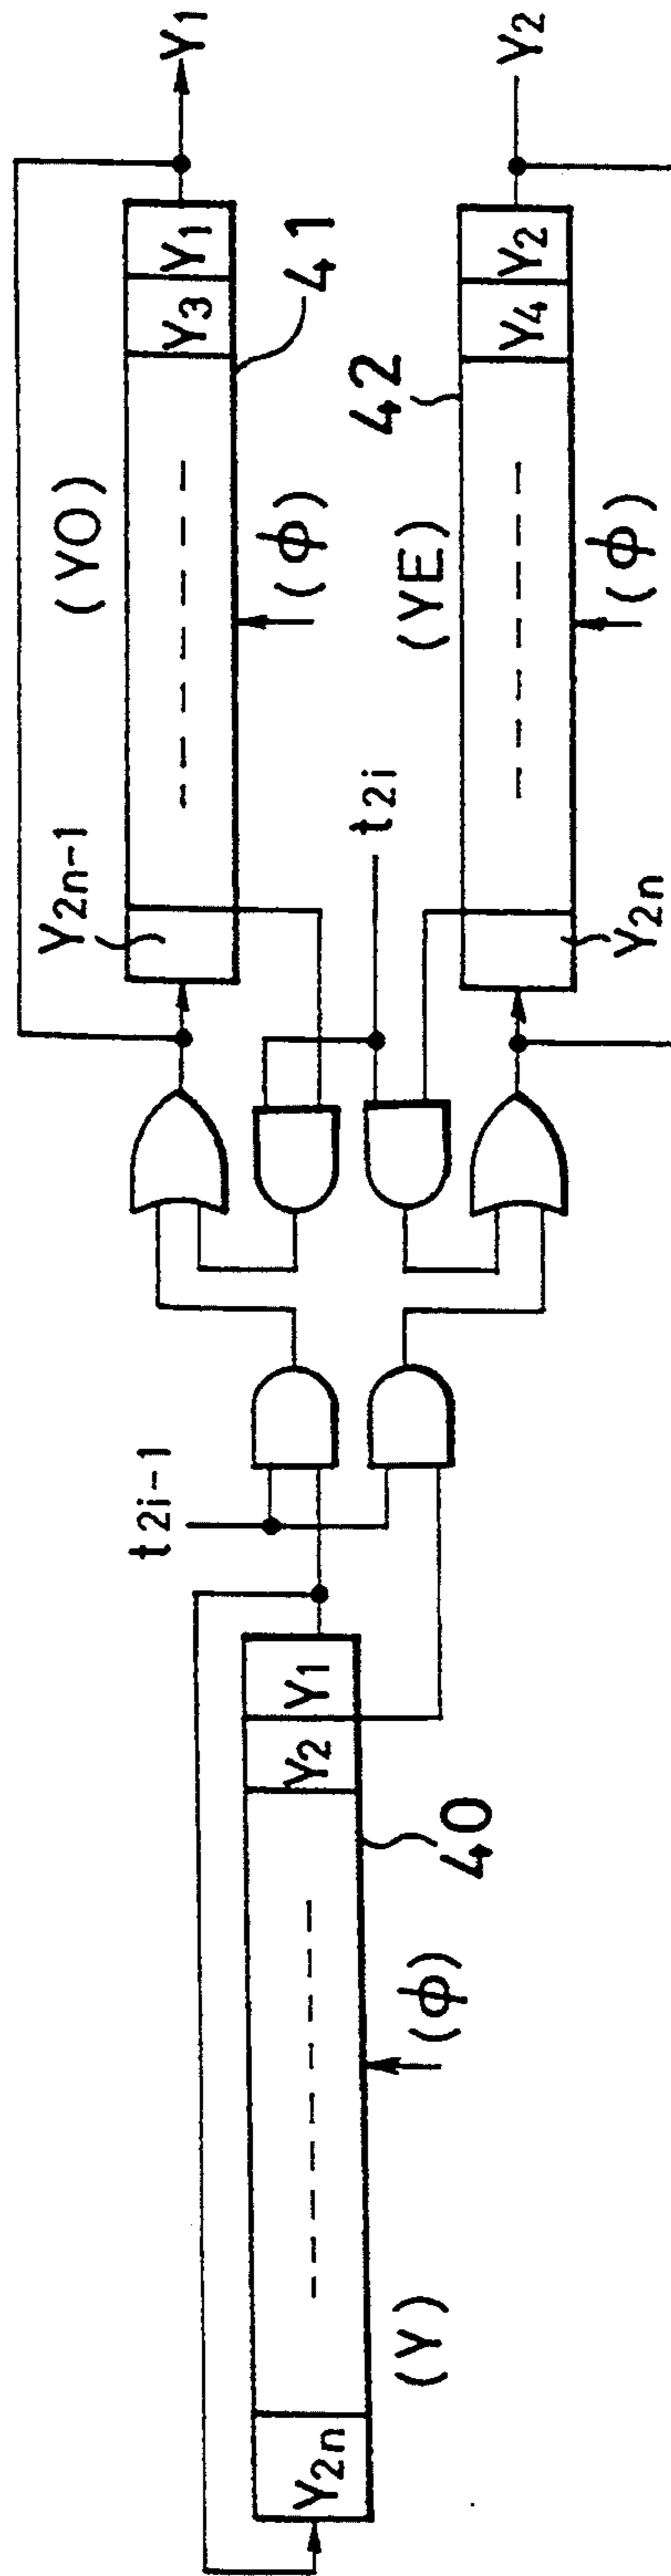 Y₂ₙ
Y₂
Y₁
(Y)
(φ)
40
t₂ᵢ₋₁
Y₂ₙ₋₁
(YO)
Y₃
Y₁
Y₁
41
(φ)
t₂ᵢ
(YE)
42
Y₄
Y₂
Y₂
Y₂ₙ
(φ)